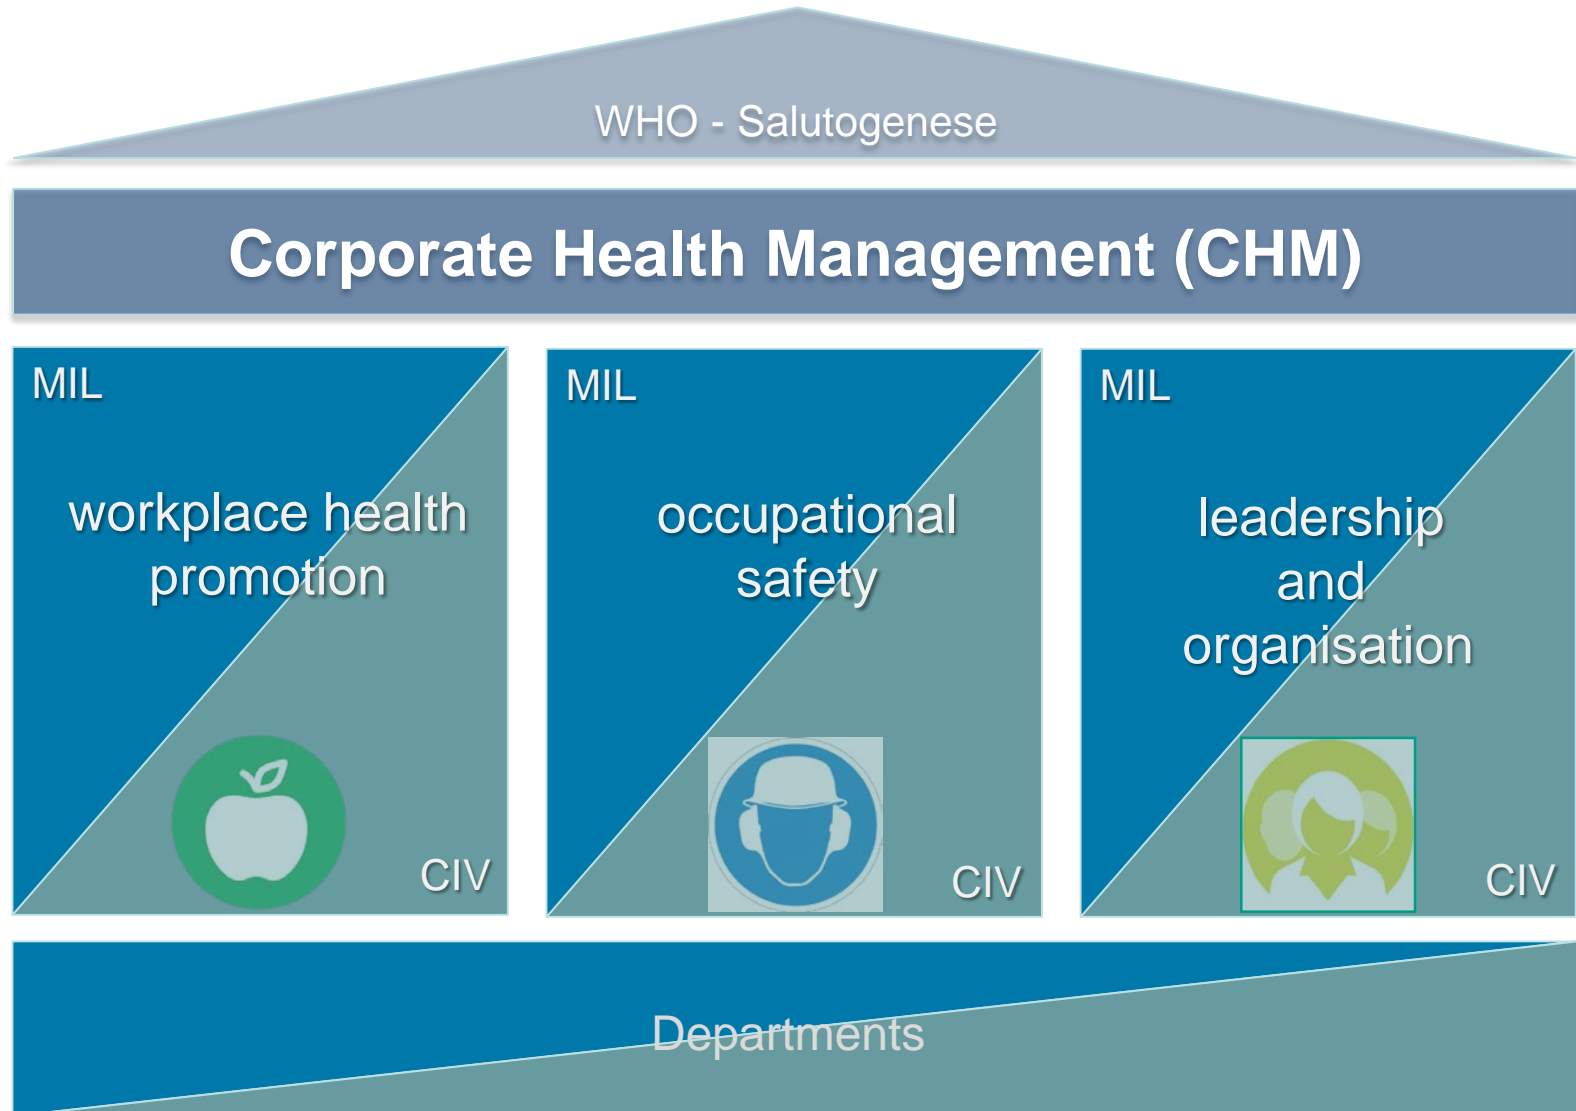 WHO - Salutogenese
Corporate Health Management (CHM)
MIL
workplace health
promotion
CIV
MIL
occupational
safety
CIV
MIL
leadership
and
organisation
CIV
Departments